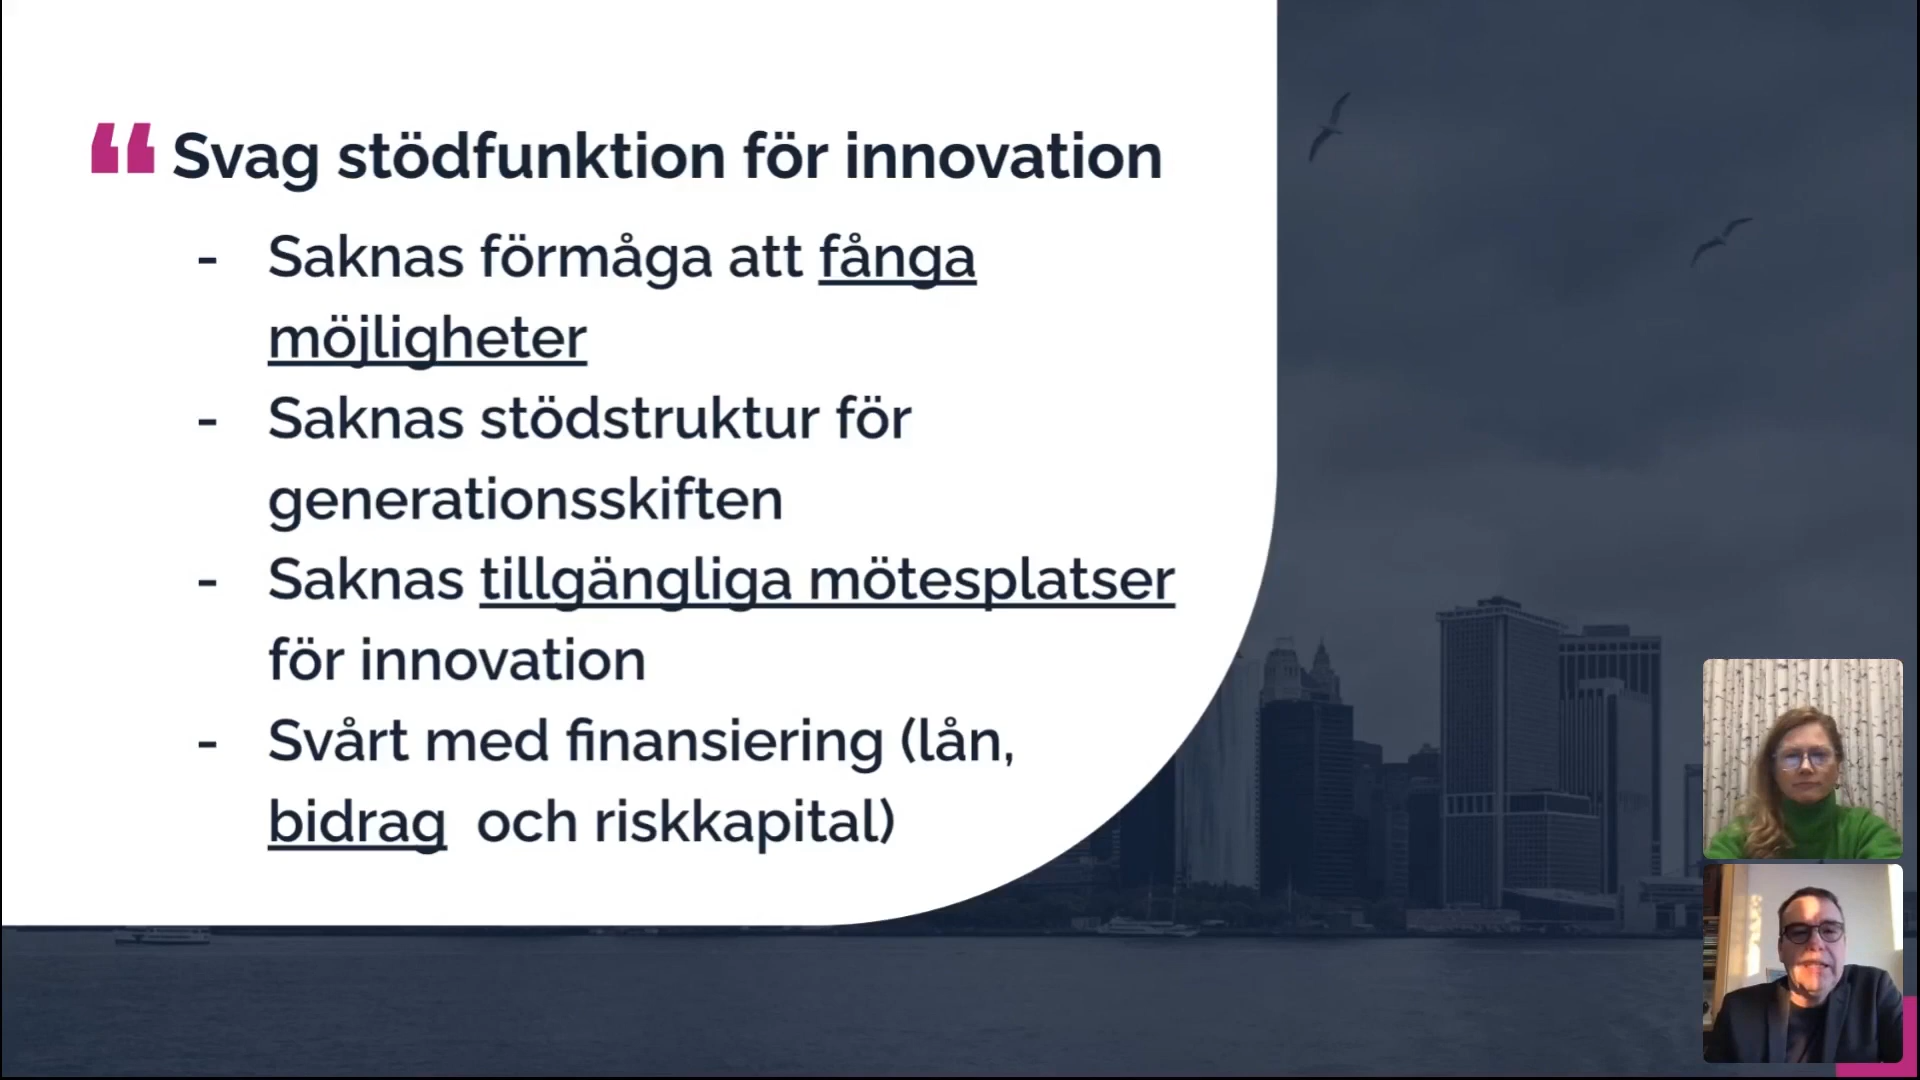 “ Svag stödfunktion för innovation
- Saknas förmåga att fånga
möjligheter
- Saknas stödstruktur för
generationsskiften
- Saknas tillgängliga mötesplatser
för innovation
- Svårt med finansiering (lån,
bidrag och riskkapital)